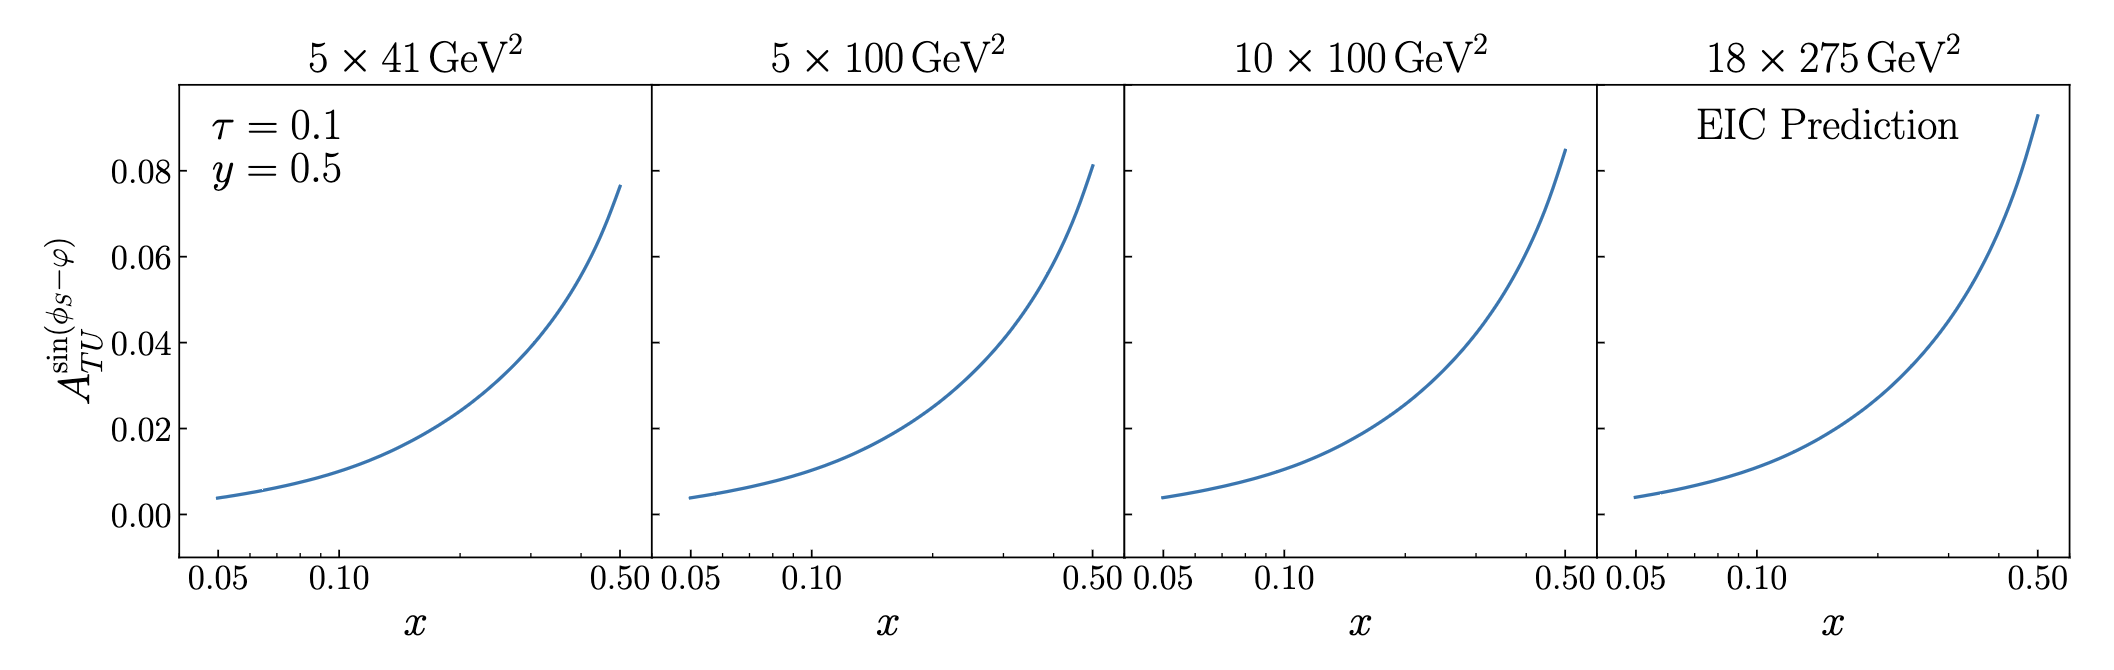 5 × 41 GeV²
5 × 100 GeV²
10 × 100 GeV²
18 × 275 GeV²
τ = 0.1
y = 0.5
EIC Prediction
A_{TU}^{sin(ϕ_S−φ)}
0.08
0.06
0.04
0.02
0.00
0.05 0.10 0.50 0.05 0.10 0.50 0.05 0.10 0.50 0.05 0.10 0.50
x x x x